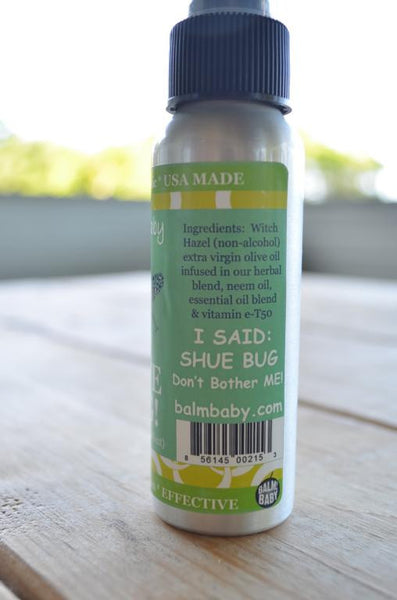 * USA MADE
Ingredients: Witch
Hazel (non-alcohol)
extra virgin olive oil
infused in our herbal
blend, neem oil,
essential oil blend
& vitamin e-T50
I SAID:
SHUE BUG
Don't Bother ME!
balmbaby.com
8 56145 00215 3
* EFFECTIVE
BALM!
BABY